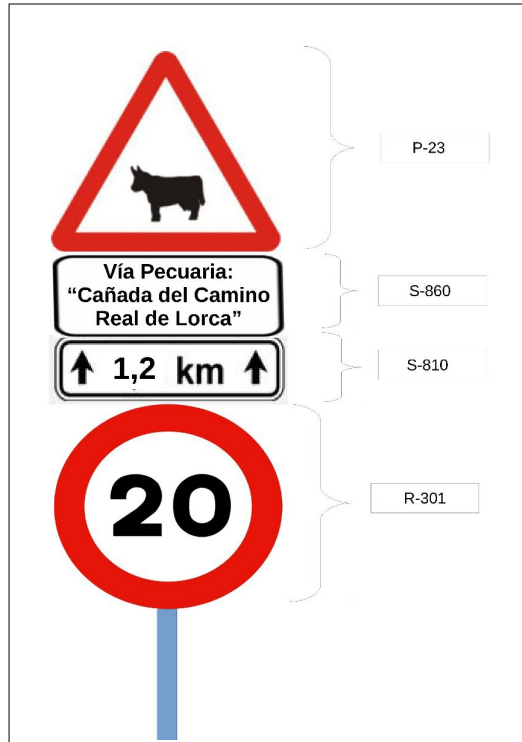 P-23
Vía Pecuaria:
“Cañada del Camino
Real de Lorca”
S-860
1,2 km
S-810
20
R-301